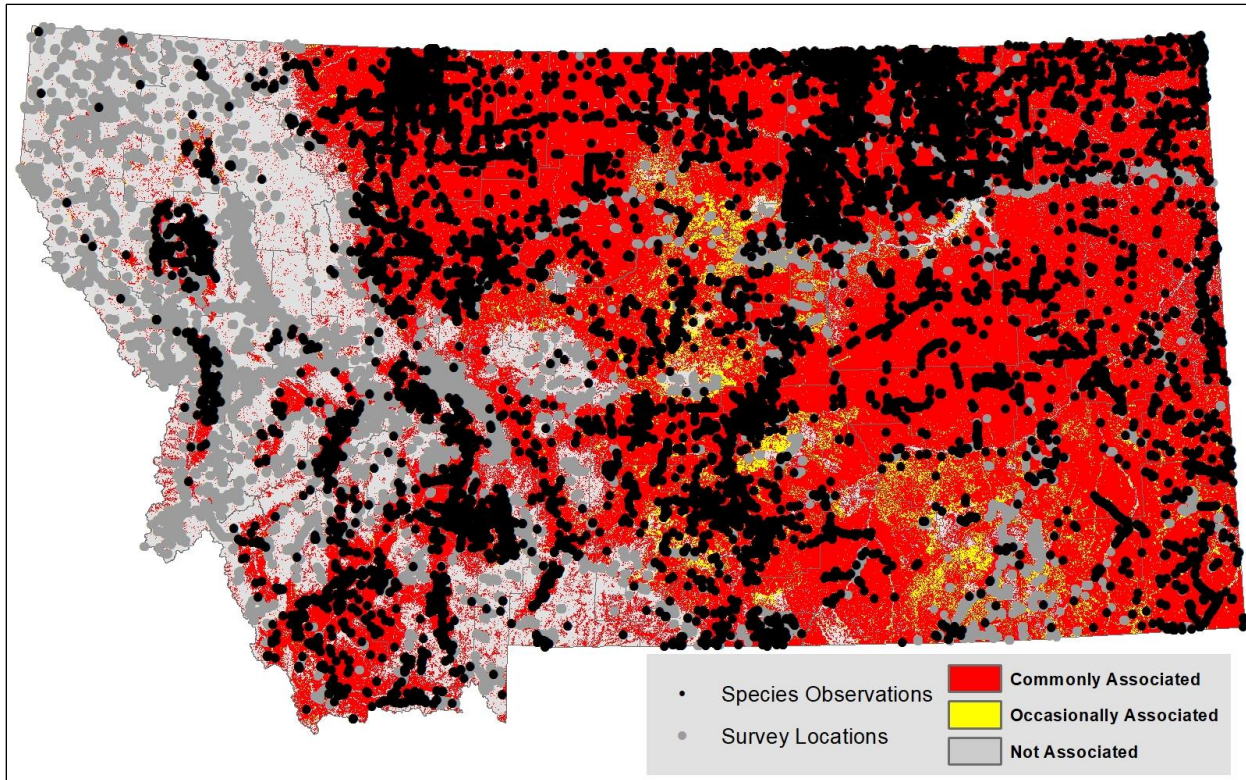 Species Observations
Survey Locations
Commonly Associated
Occasionally Associated
Not Associated